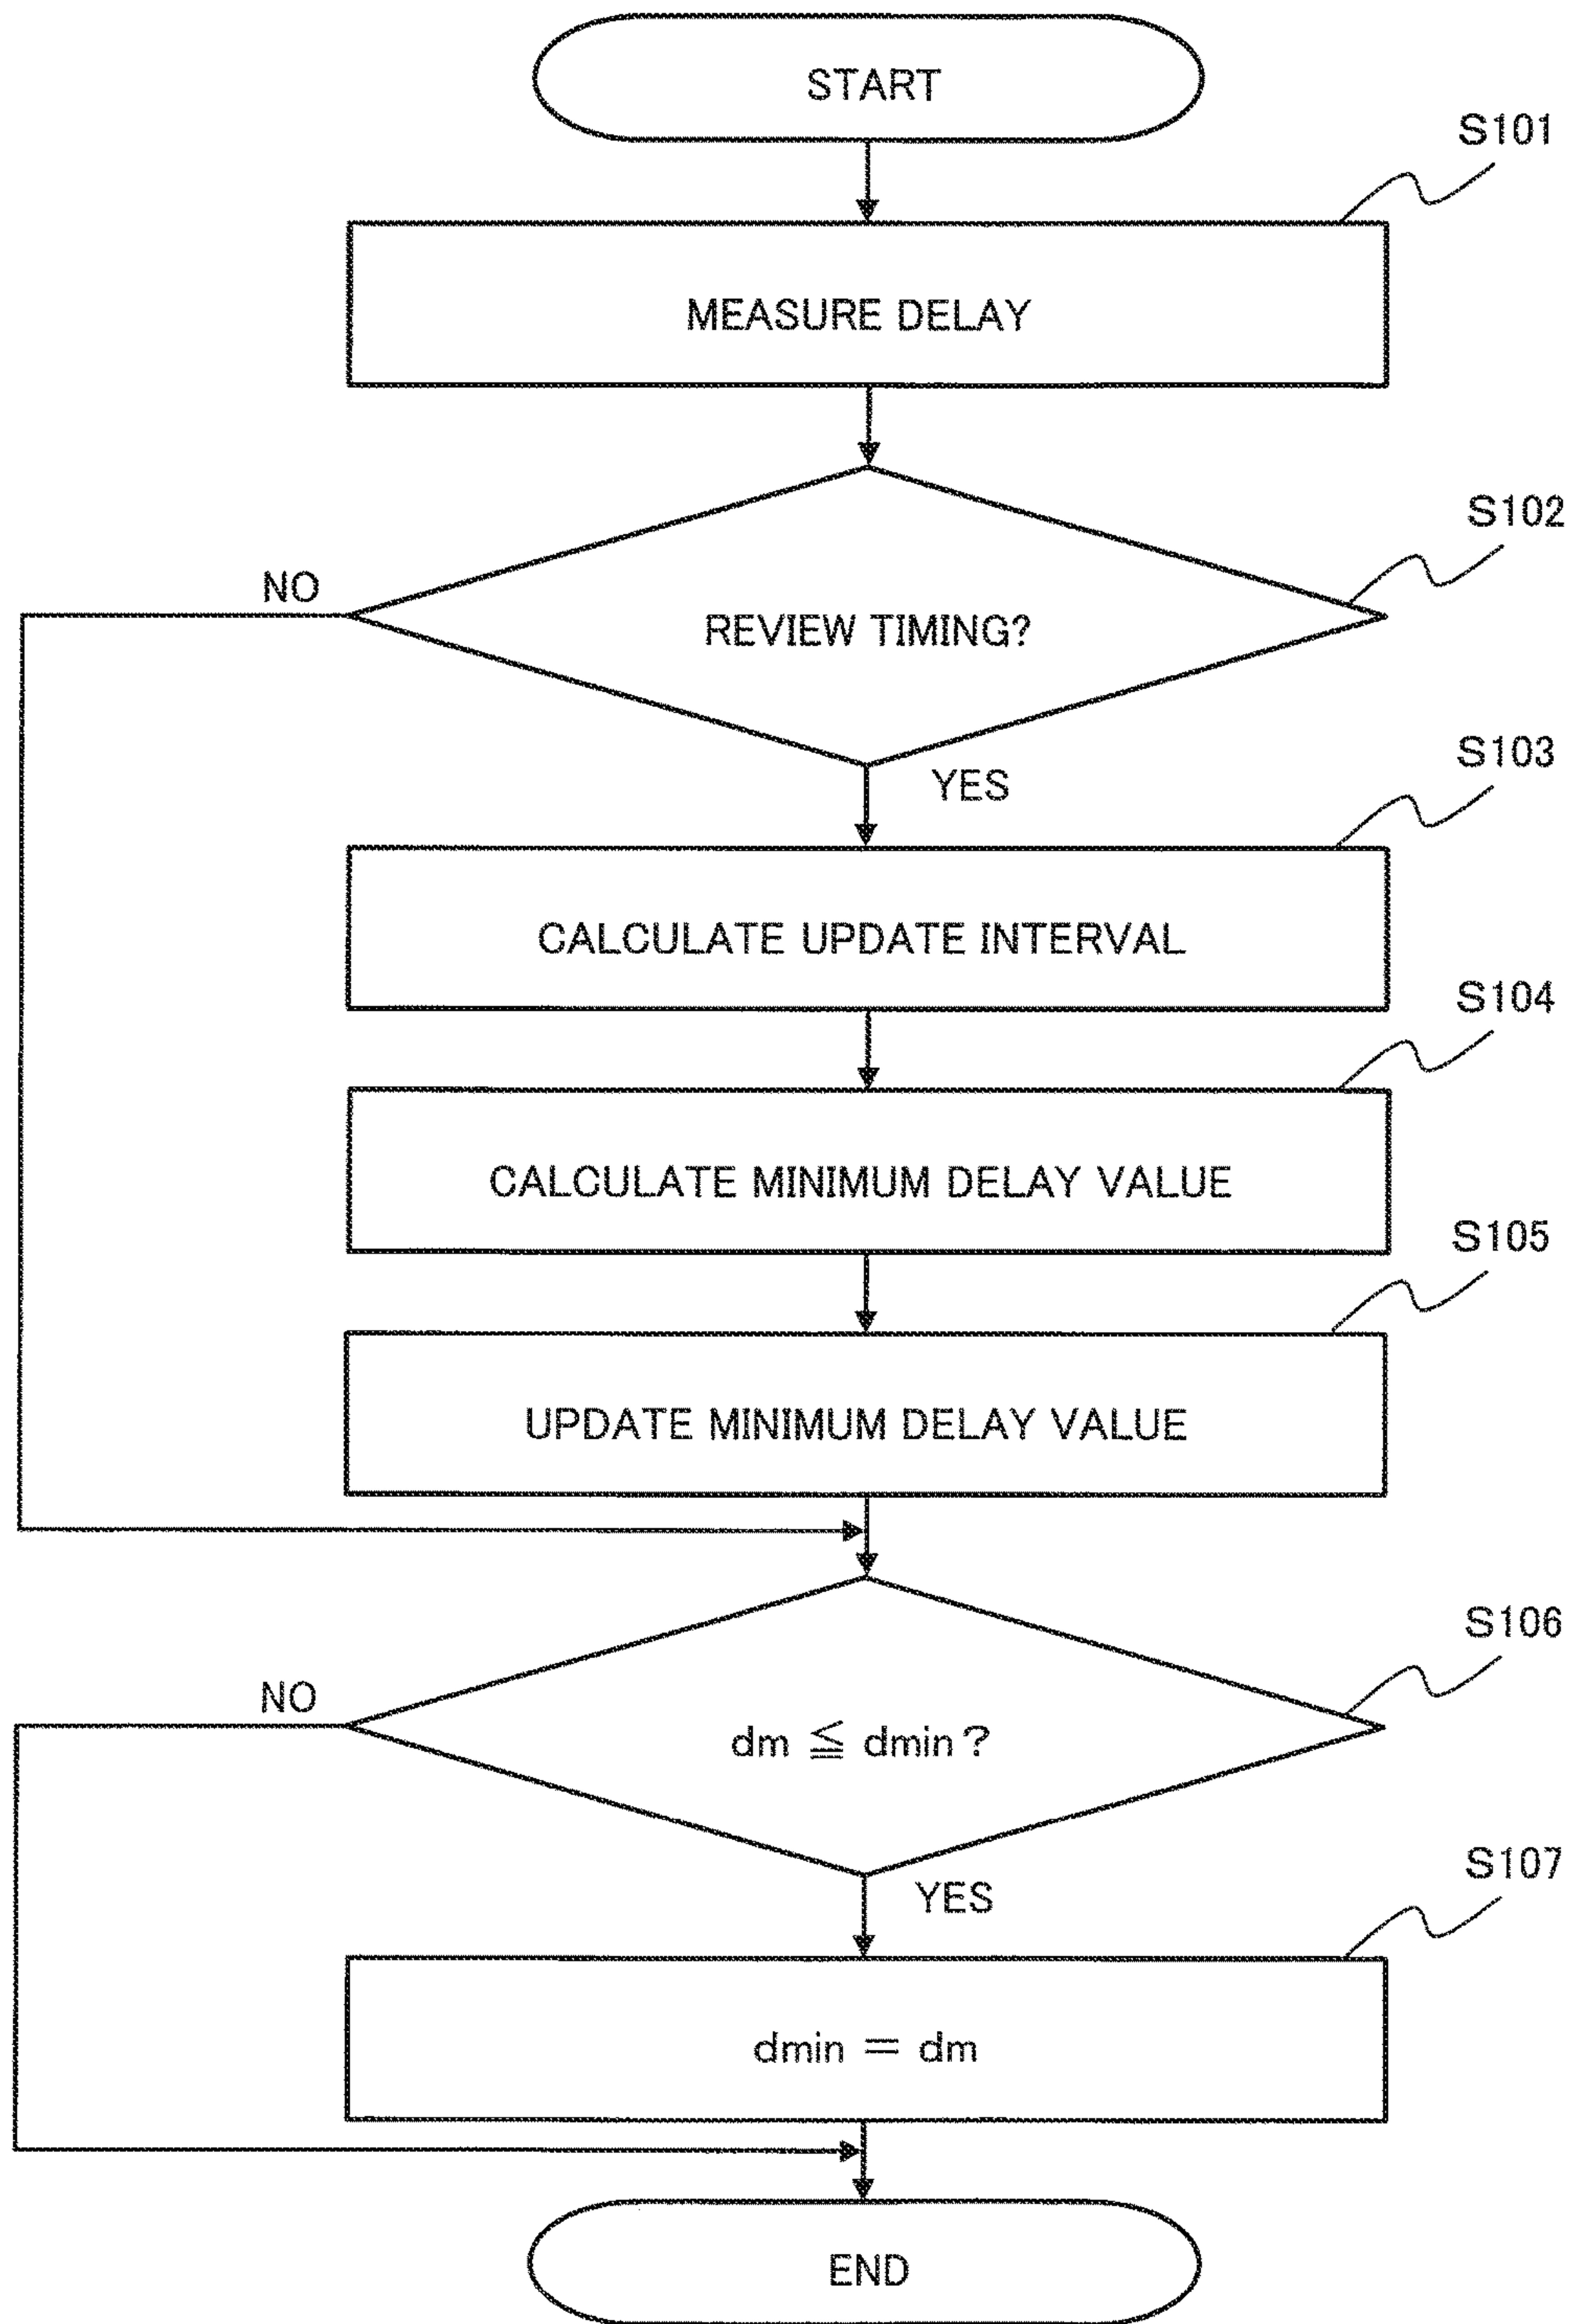 START
S101
MEASURE DELAY
S102
NO
REVIEW TIMING?
YES
S103
CALCULATE UPDATE INTERVAL
S104
CALCULATE MINIMUM DELAY VALUE
S105
UPDATE MINIMUM DELAY VALUE
S106
NO
dm ≦ dmin?
YES
S107
dmin = dm
END